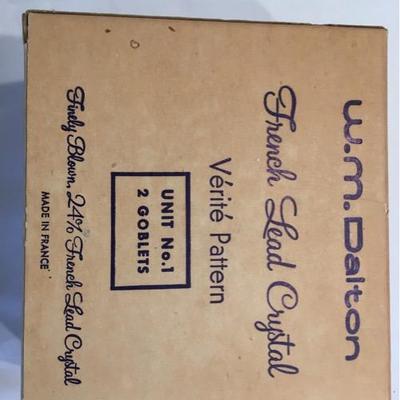 W.M. Dalton
French Lead Crystal
Vérité Pattern
UNIT No.1
2 GOBLETS
Finely Blown, 24% French Lead Crystal
MADE IN FRANCE